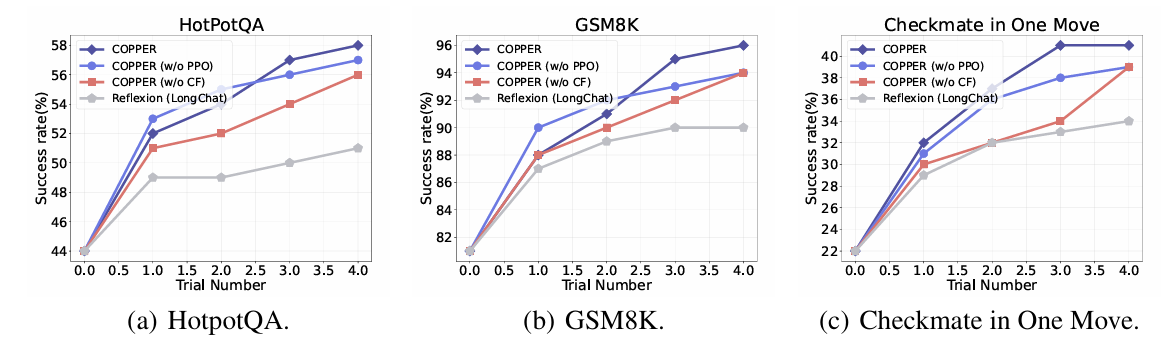 HotPotQA
Success rate(%)
58
56
54
52
50
48
46
44
COPPER
COPPER (w/o PPO)
COPPER (w/o CF)
Reflexion (LongChat)
0.0 0.5 1.0 1.5 2.0 2.5 3.0 3.5 4.0
Trial Number
(a) HotpotQA.
GSM8K
Success rate(%)
96
94
92
90
88
86
84
82
COPPER
COPPER (w/o PPO)
COPPER (w/o CF)
Reflexion (LongChat)
0.0 0.5 1.0 1.5 2.0 2.5 3.0 3.5 4.0
Trial Number
(b) GSM8K.
Checkmate in One Move
Success rate(%)
40
38
36
34
32
30
28
26
24
22
COPPER
COPPER (w/o PPO)
COPPER (w/o CF)
Reflexion (LongChat)
0.0 0.5 1.0 1.5 2.0 2.5 3.0 3.5 4.0
Trial Number
(c) Checkmate in One Move.